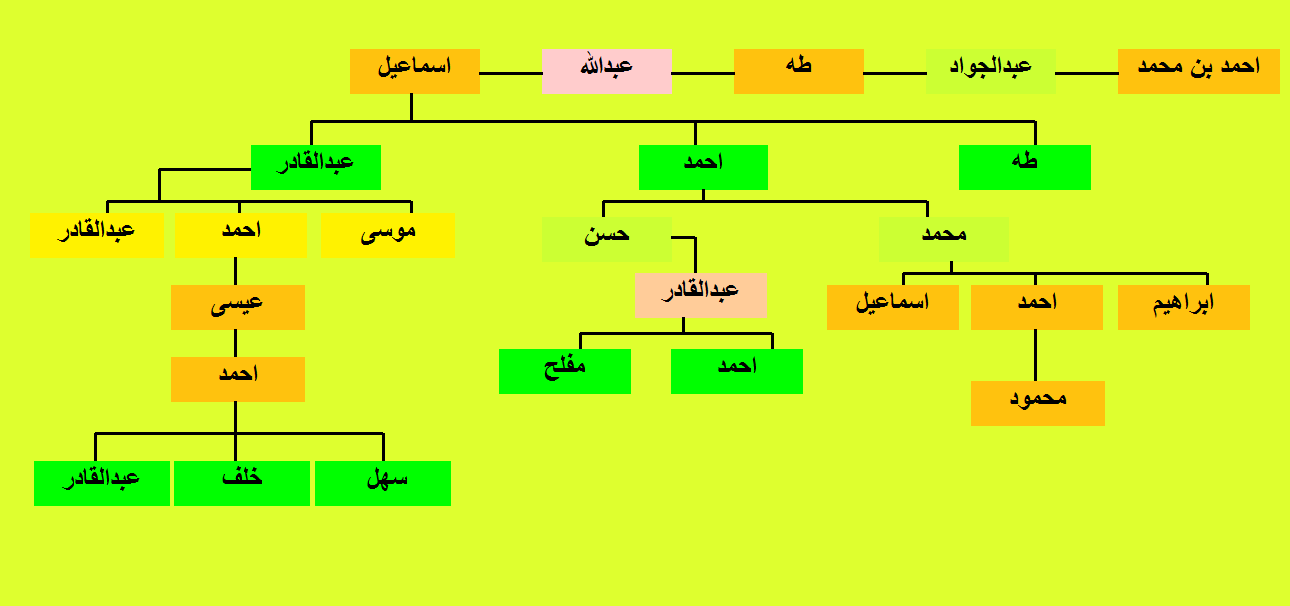 احمد بن محمد
عبدالجواد
طه
عبدالله
اسماعيل
طه
احمد
عبدالقادر
محمد
حسن
موسى
احمد
عبدالقادر
ابراهيم
احمد
اسماعيل
عبدالقادر
عيسى
احمد
مفلح
احمد
محمود
سهل
خلف
عبدالقادر